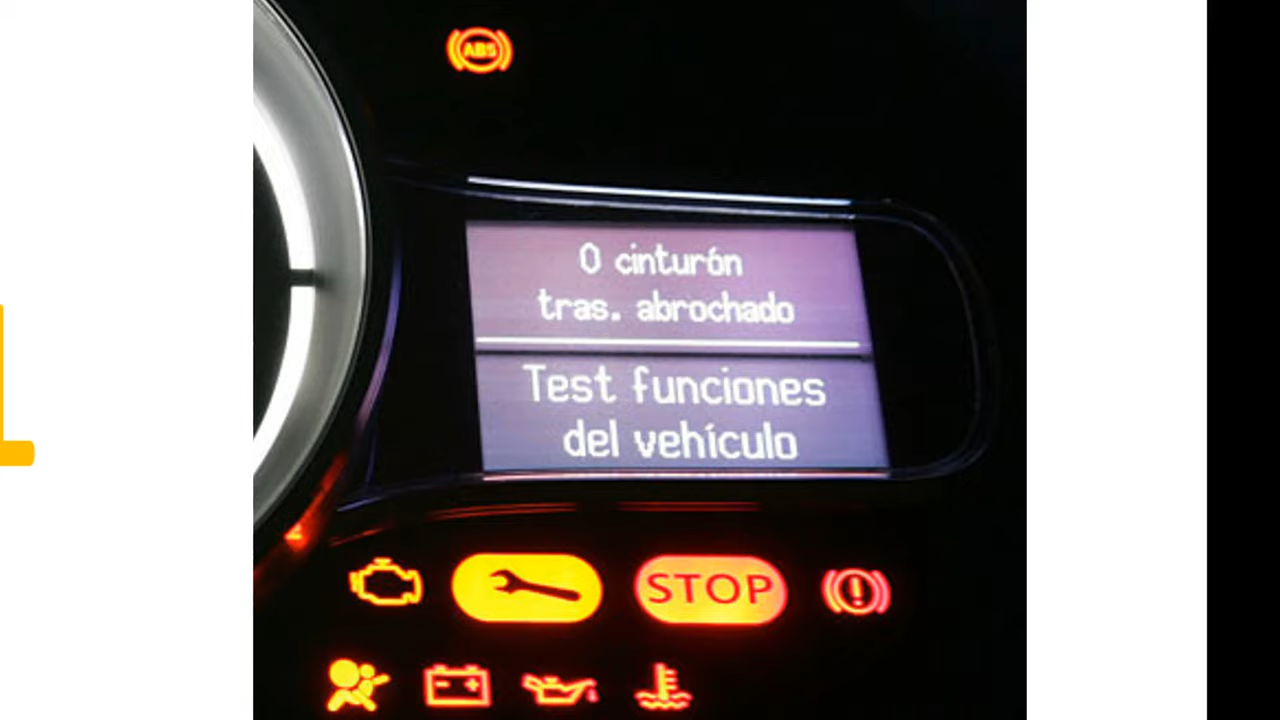 ABS
0 cinturón
tras. abrochado
Test funciones
del vehículo
STOP